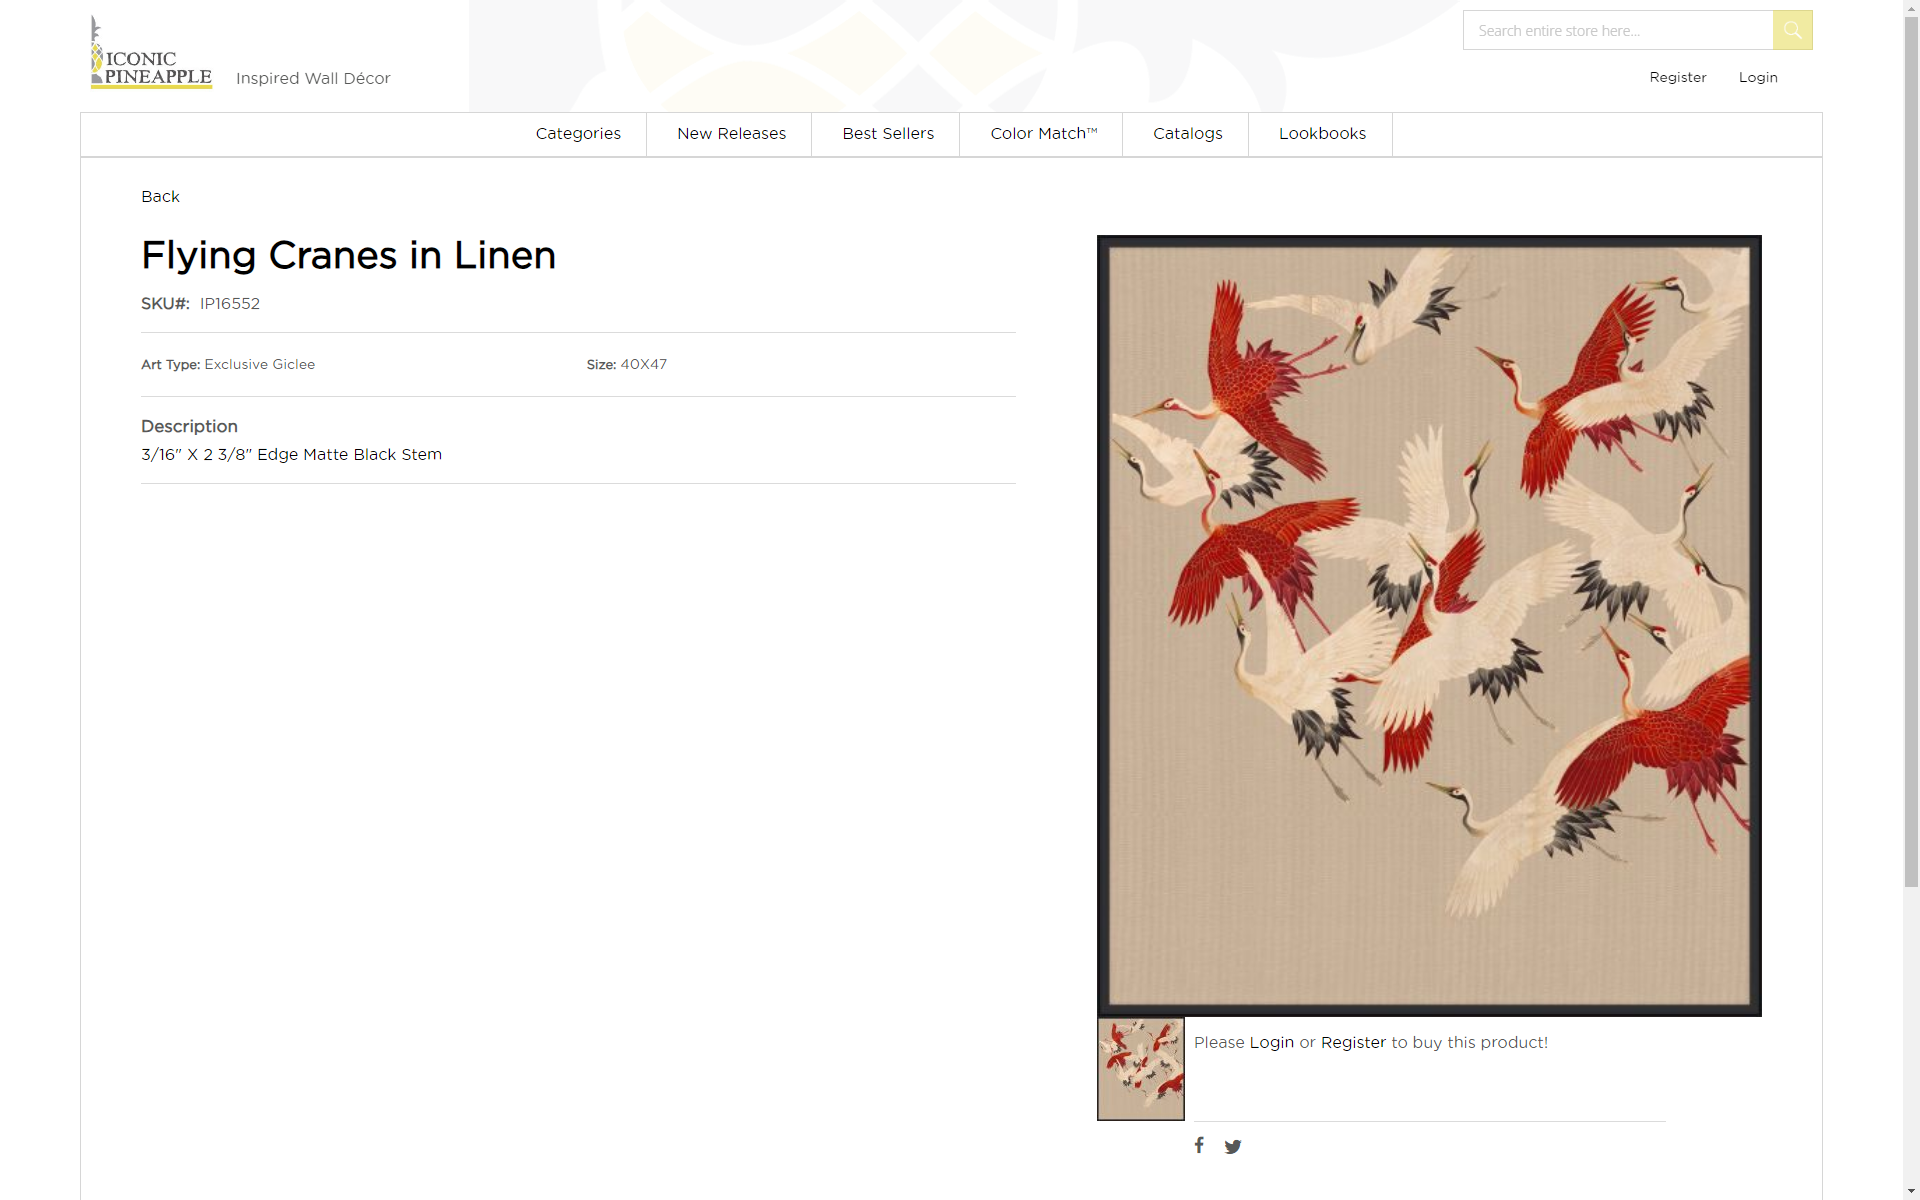 ICONIC
PINEAPPLE
Inspired Wall Décor
Search entire store here...
Register
Login
Categories
New Releases
Best Sellers
Color Match™
Catalogs
Lookbooks
Back
Flying Cranes in Linen
SKU#: IP16552
Art Type: Exclusive Giclee
Size: 40X47
Description
3/16" X 2 3/8" Edge Matte Black Stem
Please Login or Register to buy this product!